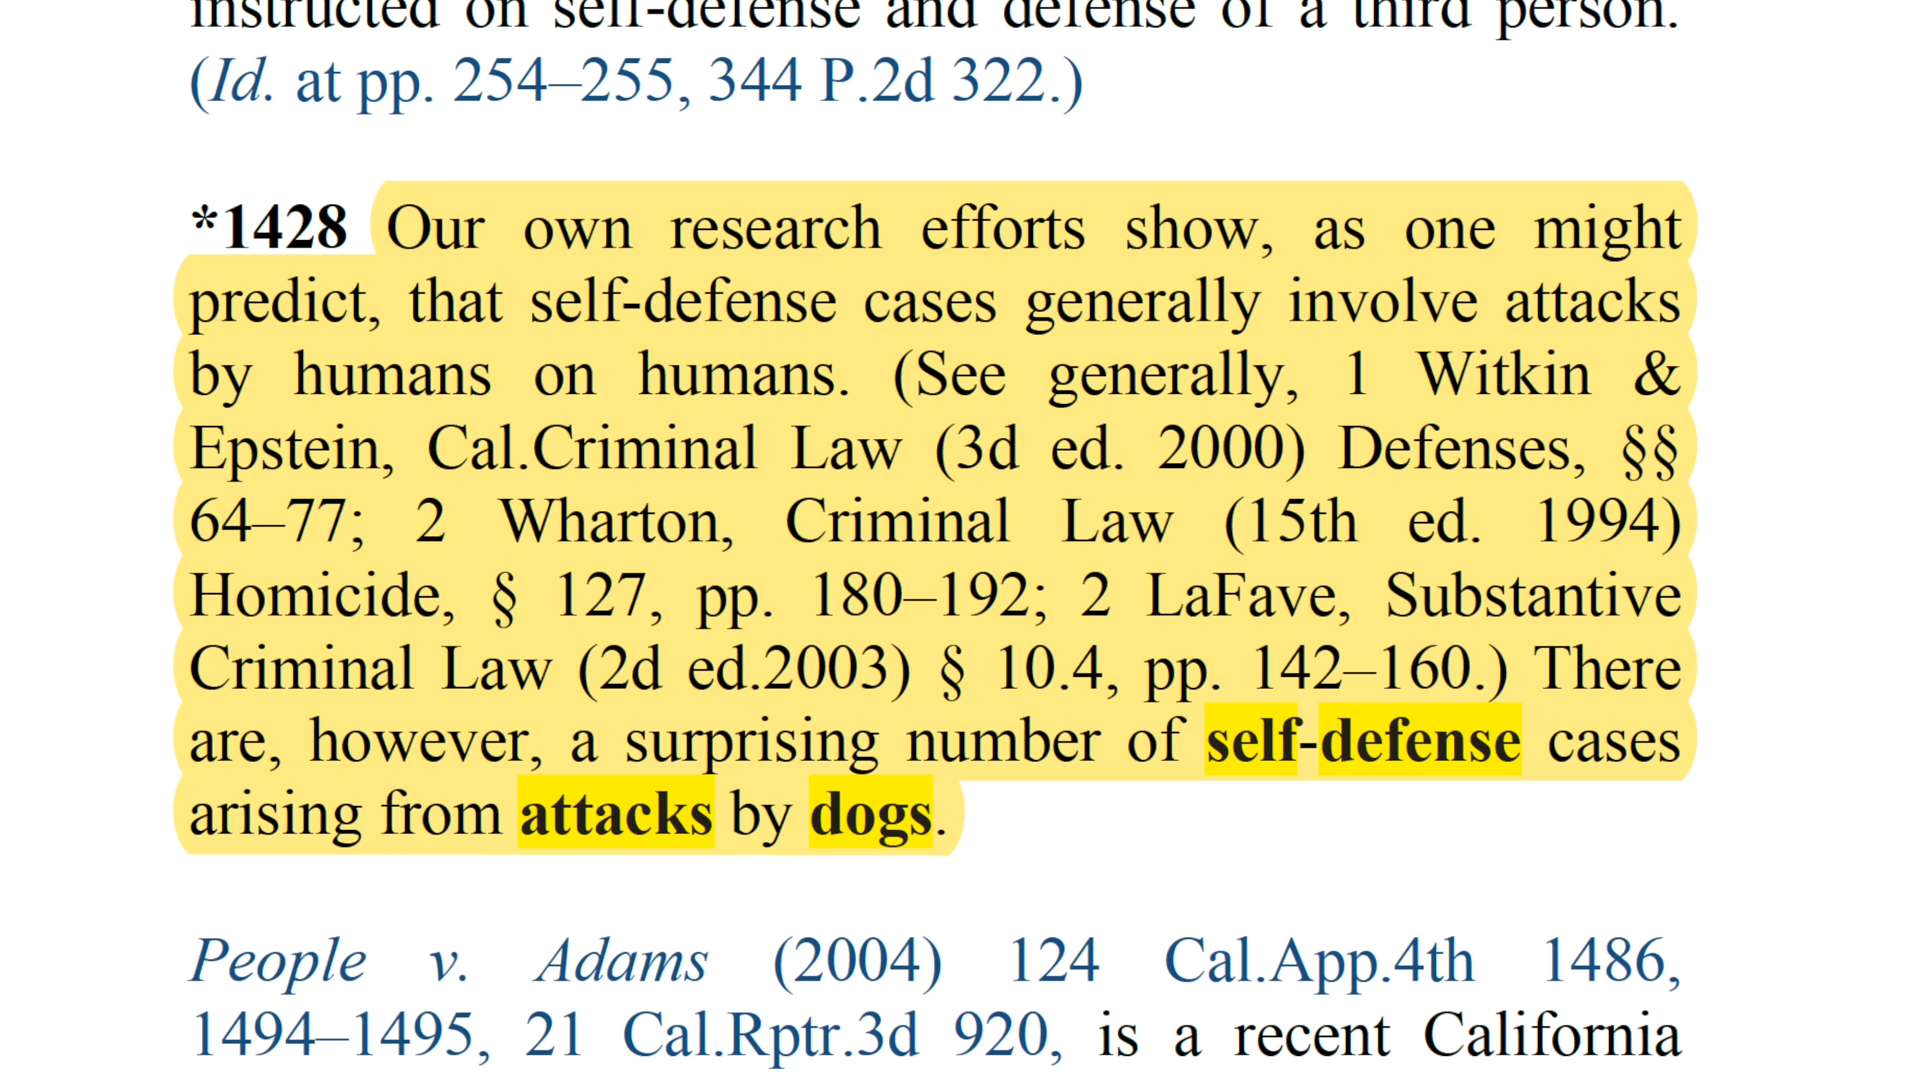 instructed on self-defense and defense of a third person.
(Id. at pp. 254–255, 344 P.2d 322.)
*1428 Our own research efforts show, as one might
predict, that self-defense cases generally involve attacks
by humans on humans. (See generally, 1 Witkin &
Epstein, Cal.Criminal Law (3d ed. 2000) Defenses, §§
64–77; 2 Wharton, Criminal Law (15th ed. 1994)
Homicide, § 127, pp. 180–192; 2 LaFave, Substantive
Criminal Law (2d ed.2003) § 10.4, pp. 142–160.) There
are, however, a surprising number of self-defense cases
arising from attacks by dogs.
People v. Adams (2004) 124 Cal.App.4th 1486,
1494–1495, 21 Cal.Rptr.3d 920, is a recent California